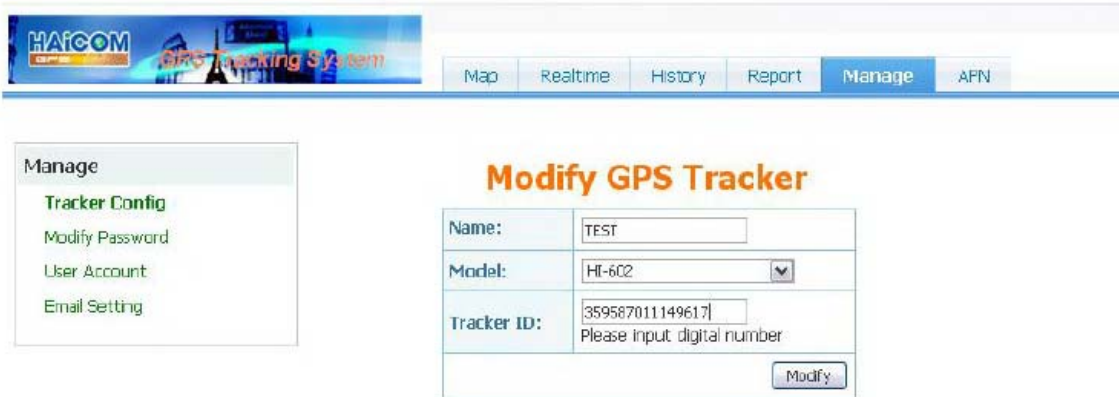 HAiCOM
GPS
GPS Tracking System
Map Realtime History Report Manage APN
Manage
Tracker Config
Modify Password
User Account
Email Setting
Modify GPS Tracker
Name: TEST
Model: HI-602
Tracker ID: 359587011149617
Please input digital number
Modify